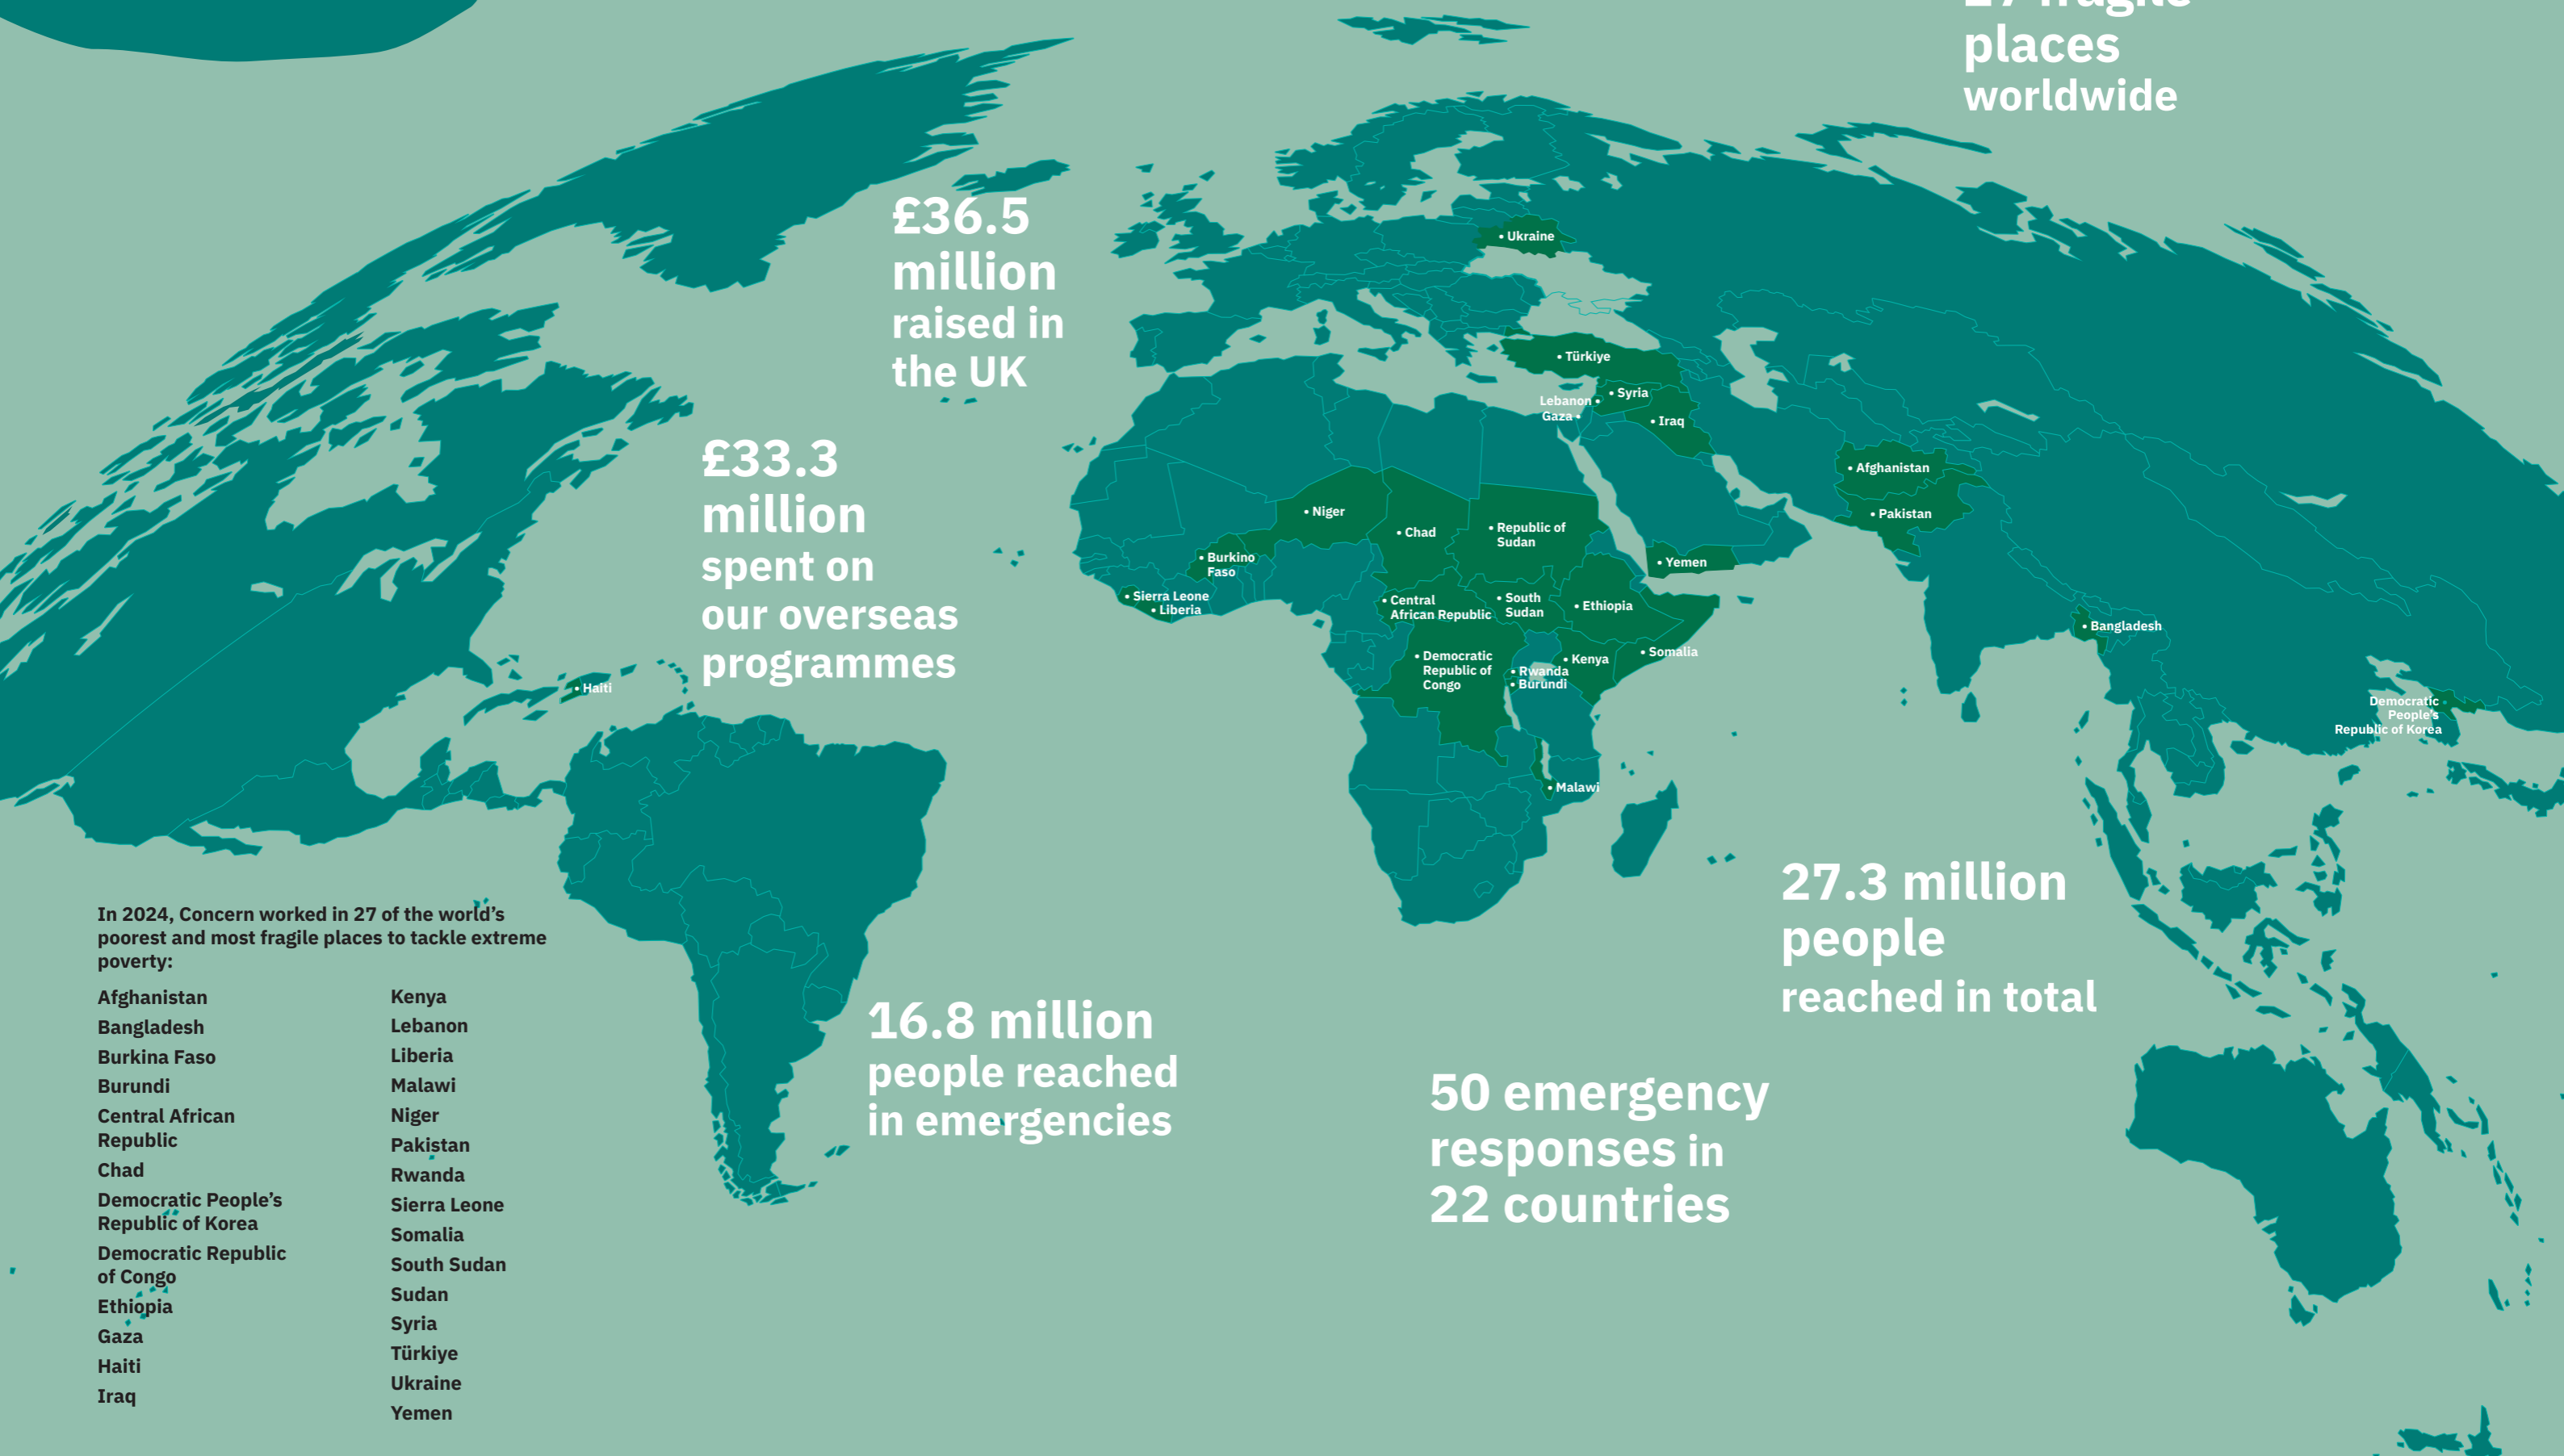 27 fragile
places
worldwide
£36.5
million
raised in
the UK
£33.3
million
spent on
our overseas
programmes
Ukraine
Türkiye
Syria
Lebanon
Gaza
Iraq
Afghanistan
Pakistan
Niger
Chad
Republic of
Sudan
Burkino
Faso
Yemen
Sierra Leone
Liberia
Central
African Republic
South
Sudan
Ethiopia
Bangladesh
Democratic
Republic of
Congo
Kenya
Somalia
Rwanda
Burundi
Haiti
Democratic
People's
Republic of Korea
Malawi
27.3 million
people
reached in total
16.8 million
people reached
in emergencies
50 emergency
responses in
22 countries
In 2024, Concern worked in 27 of the world's
poorest and most fragile places to tackle extreme
poverty:
Afghanistan
Bangladesh
Burkina Faso
Burundi
Central African
Republic
Chad
Democratic People's
Republic of Korea
Democratic Republic
of Congo
Ethiopia
Gaza
Haiti
Iraq
Kenya
Lebanon
Liberia
Malawi
Niger
Pakistan
Rwanda
Sierra Leone
Somalia
South Sudan
Sudan
Syria
Türkiye
Ukraine
Yemen